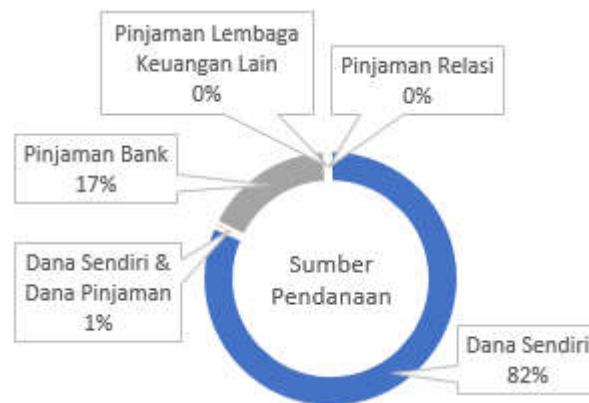 Pinjaman Lembaga
Keuangan Lain
0%
Pinjaman Relasi
0%
Pinjaman Bank
17%
Dana Sendiri &
Dana Pinjaman
1%
Sumber
Pendanaan
Dana Sendiri
82%